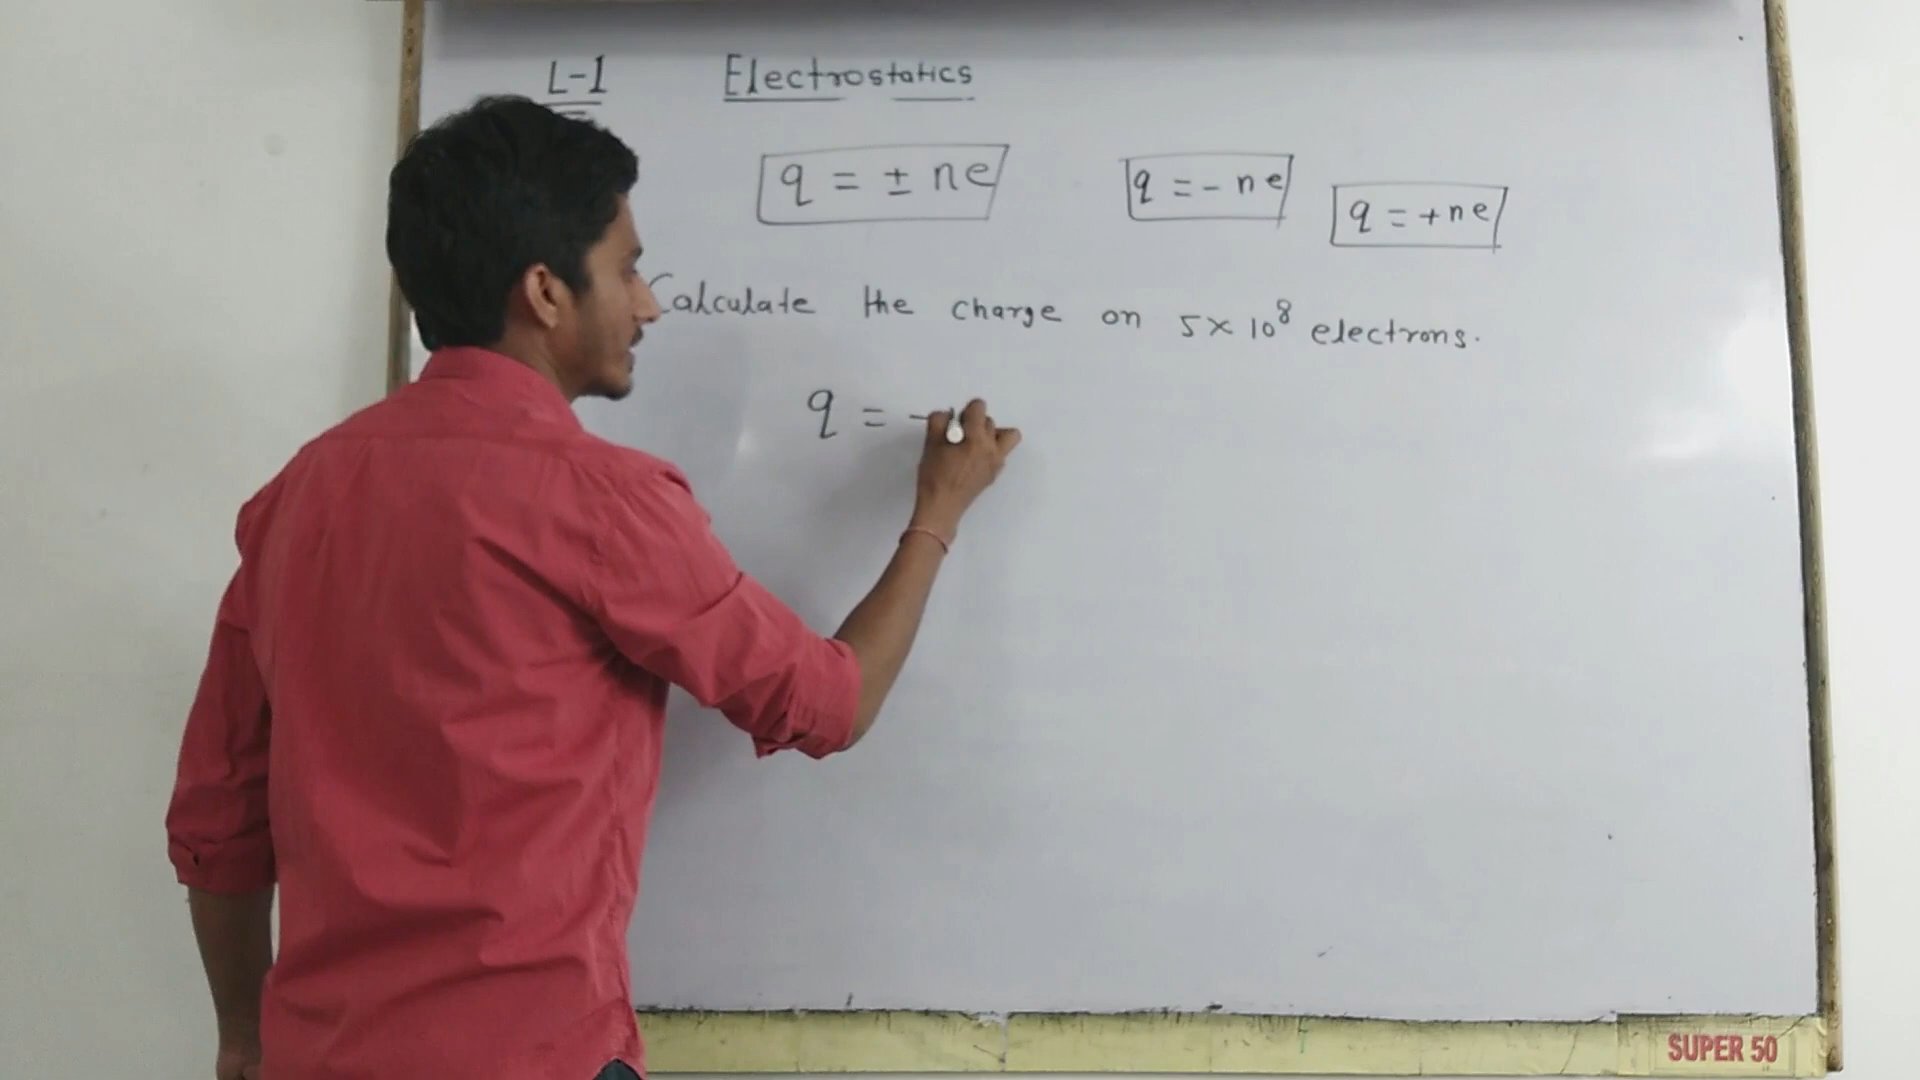 L-1 Electrostatics
q = ± ne q = - ne q = +ne
Calculate the charge on 5 × 10⁸ electrons.
q = -
SUPER 50